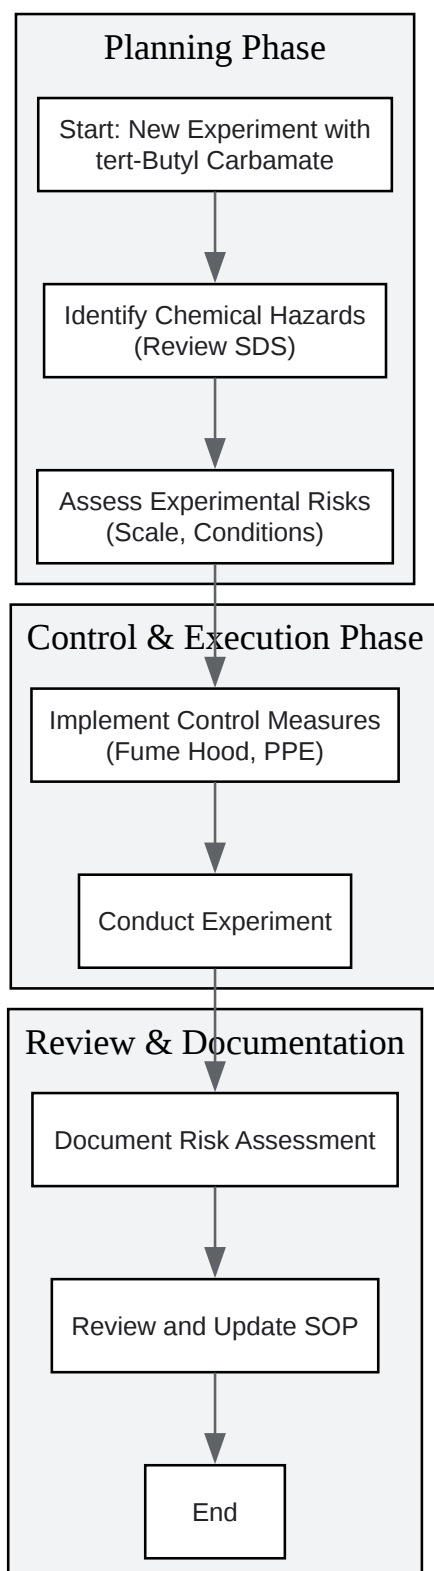 Planning Phase
Start: New Experiment with
tert-Butyl Carbamate
Identify Chemical Hazards
(Review SDS)
Assess Experimental Risks
(Scale, Conditions)
Control & Execution Phase
Implement Control Measures
(Fume Hood, PPE)
Conduct Experiment
Review & Documentation
Document Risk Assessment
Review and Update SOP
End